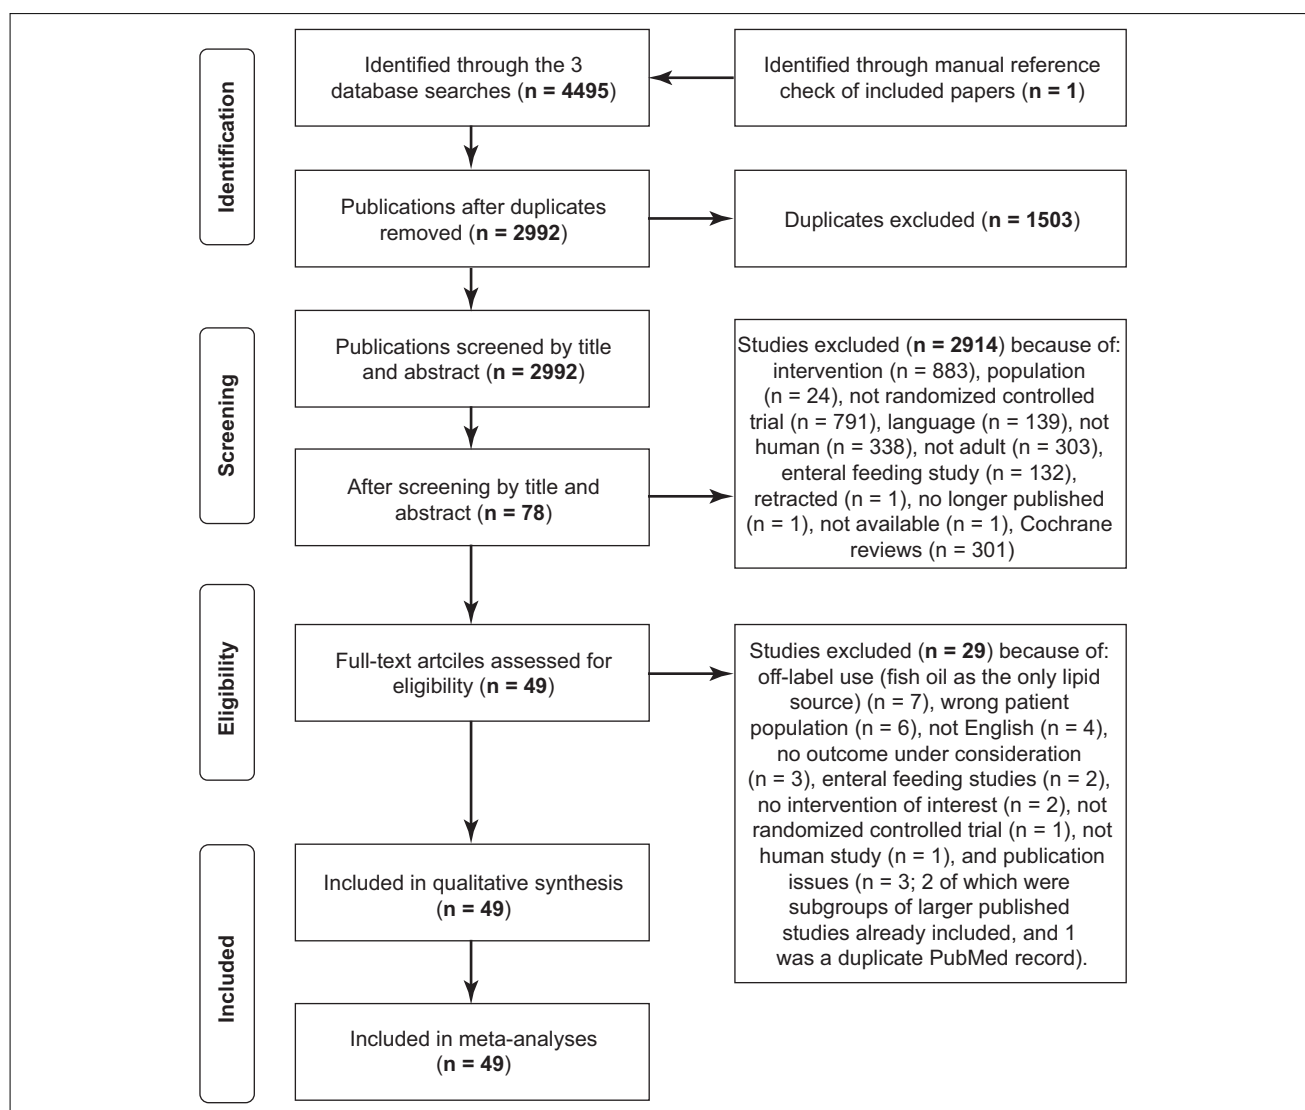 Identification
Identified through the 3
database searches (n = 4495)
Identified through manual reference
check of included papers (n = 1)
Publications after duplicates
removed (n = 2992)
Duplicates excluded (n = 1503)
Screening
Publications screened by title
and abstract (n = 2992)
After screening by title and
abstract (n = 78)
Studies excluded (n = 2914) because of:
intervention (n = 883), population
(n = 24), not randomized controlled
trial (n = 791), language (n = 139), not
human (n = 338), not adult (n = 303),
enteral feeding study (n = 132),
retracted (n = 1), no longer published
(n = 1), not available (n = 1), Cochrane
reviews (n = 301)
Eligibility
Full-text artciles assessed for
eligibility (n = 49)
Studies excluded (n = 29) because of:
off-label use (fish oil as the only lipid
source) (n = 7), wrong patient
population (n = 6), not English (n = 4),
no outcome under consideration
(n = 3), enteral feeding studies (n = 2),
no intervention of interest (n = 2), not
randomized controlled trial (n = 1), not
human study (n = 1), and publication
issues (n = 3; 2 of which were
subgroups of larger published
studies already included, and 1
was a duplicate PubMed record).
Included
Included in qualitative synthesis
(n = 49)
Included in meta-analyses
(n = 49)